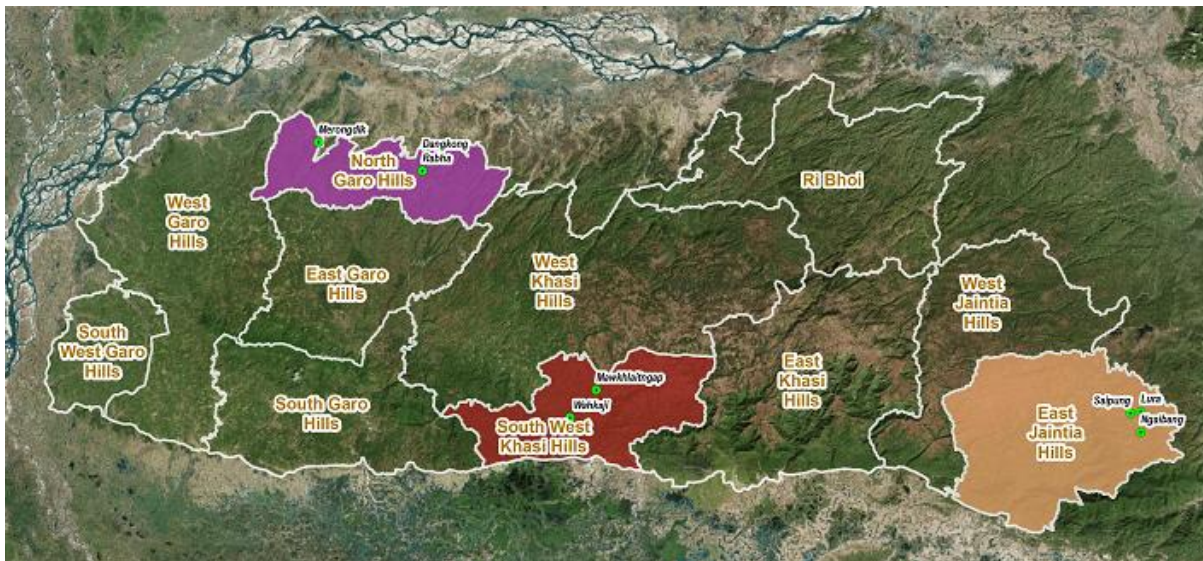 Merongdik
Dangkong
Rabha
North
Garo Hills
Ri Bhoi
West
Garo
Hills
East Garo
Hills
West
Khasi
Hills
West
Jaintia
Hills
South
West Garo
Hills
South Garo
Hills
Mawkhlaitngap
Wahkaji
South West
Khasi Hills
East
Khasi
Hills
Saipung
Lura
Ngaibang
East
Jaintia
Hills